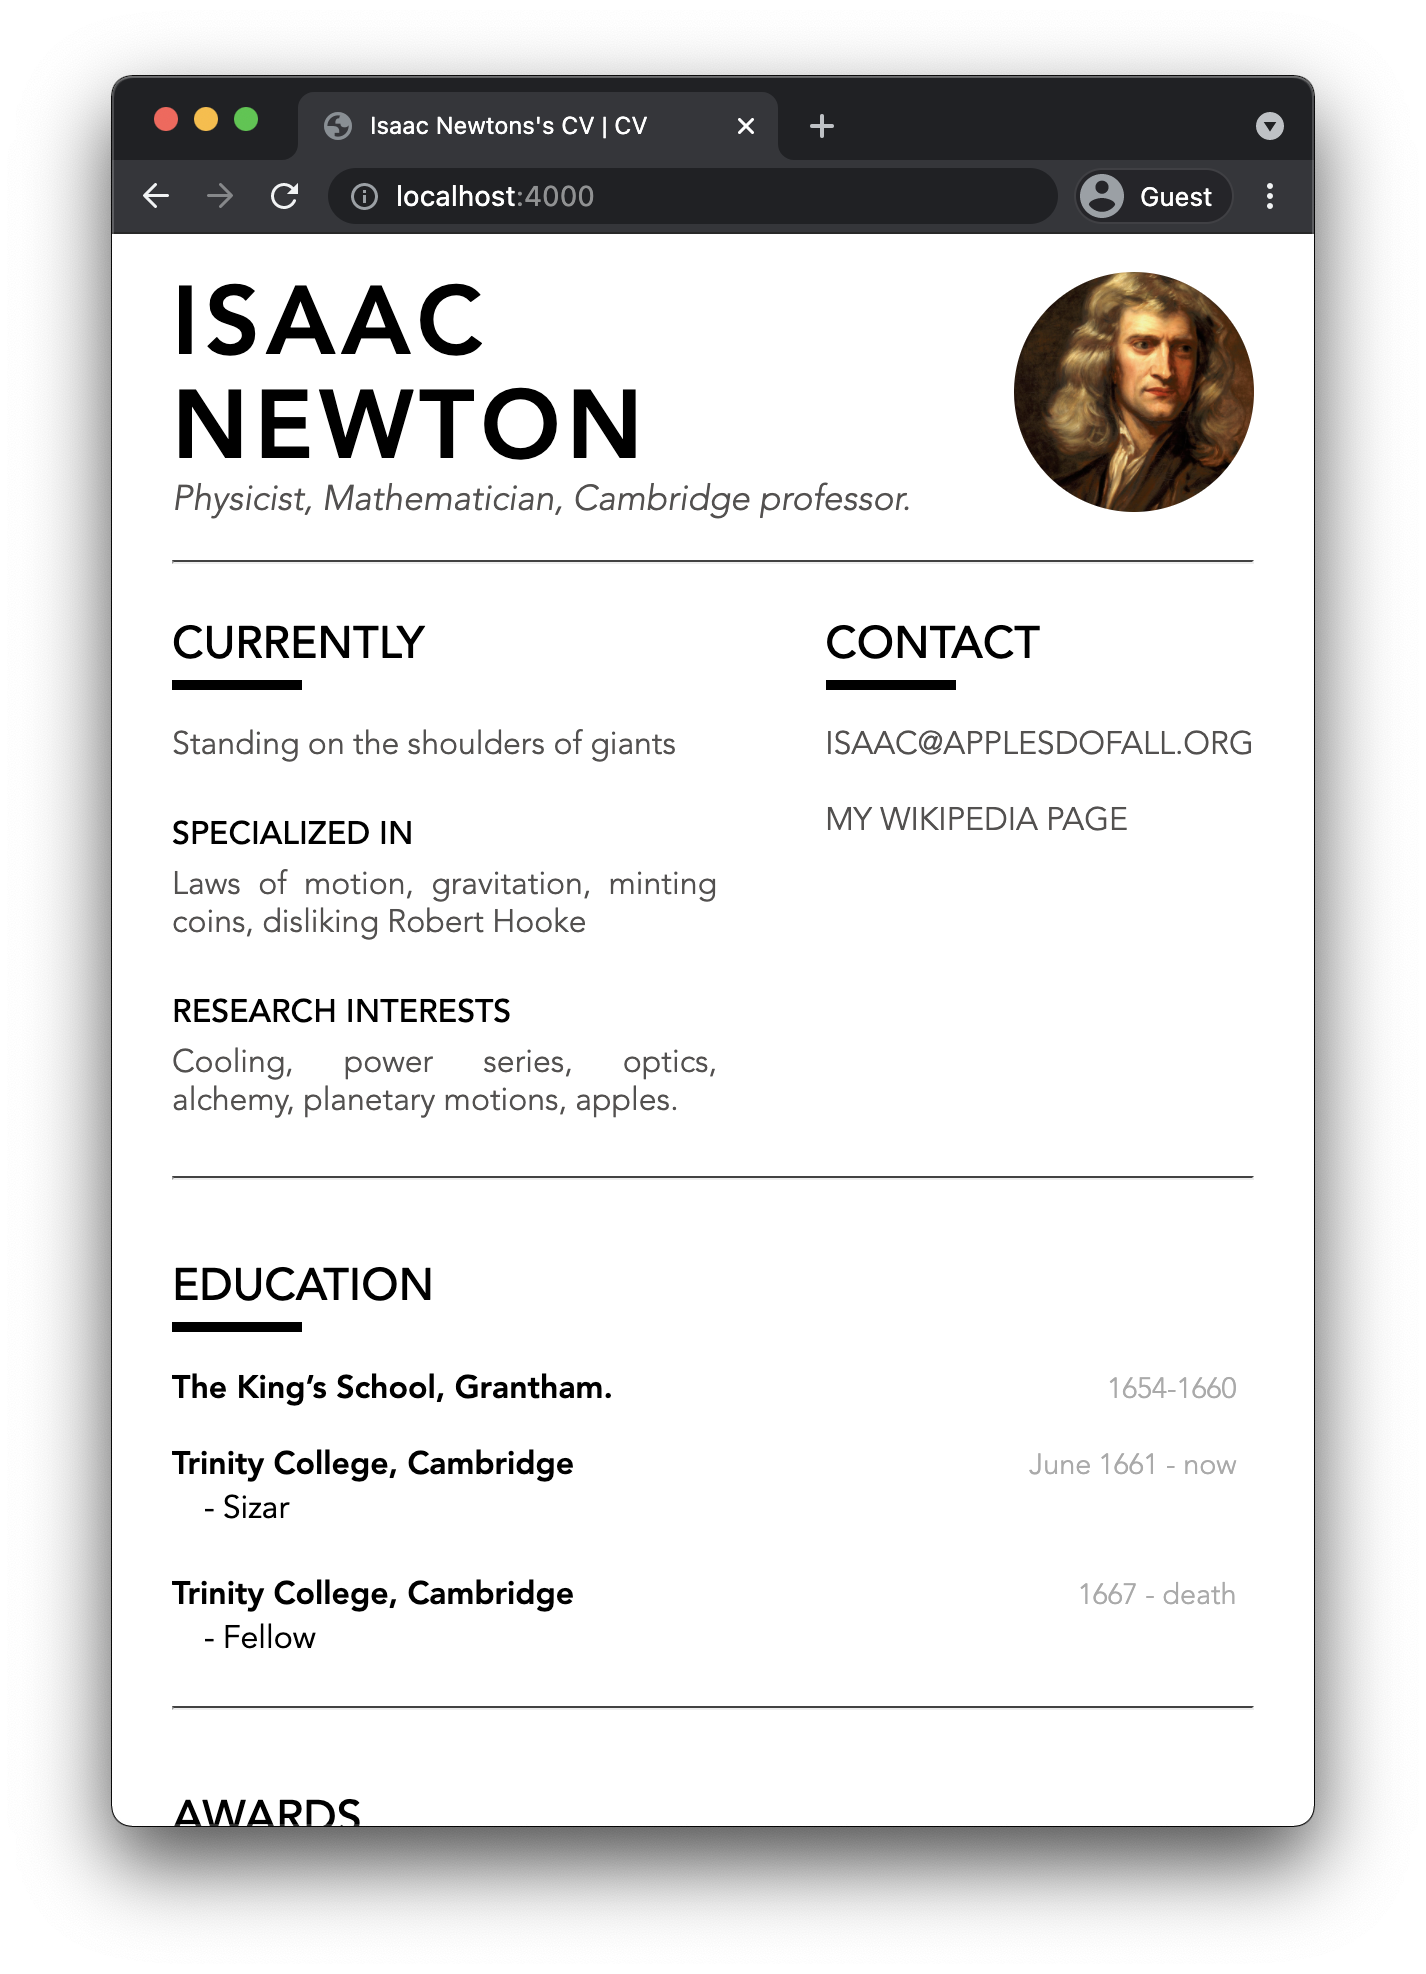 Isaac Newtons's CV | CV
localhost:4000
Guest
ISAAC
NEWTON
Physicist, Mathematician, Cambridge professor.
CURRENTLY
Standing on the shoulders of giants
SPECIALIZED IN
Laws of motion, gravitation, minting
coins, disliking Robert Hooke
RESEARCH INTERESTS
Cooling, power series, optics,
alchemy, planetary motions, apples.
CONTACT
ISAAC@APPLESDOFALL.ORG
MY WIKIPEDIA PAGE
EDUCATION
The King’s School, Grantham. 1654-1660
Trinity College, Cambridge June 1661 - now
- Sizar
Trinity College, Cambridge 1667 - death
- Fellow
AWARDS